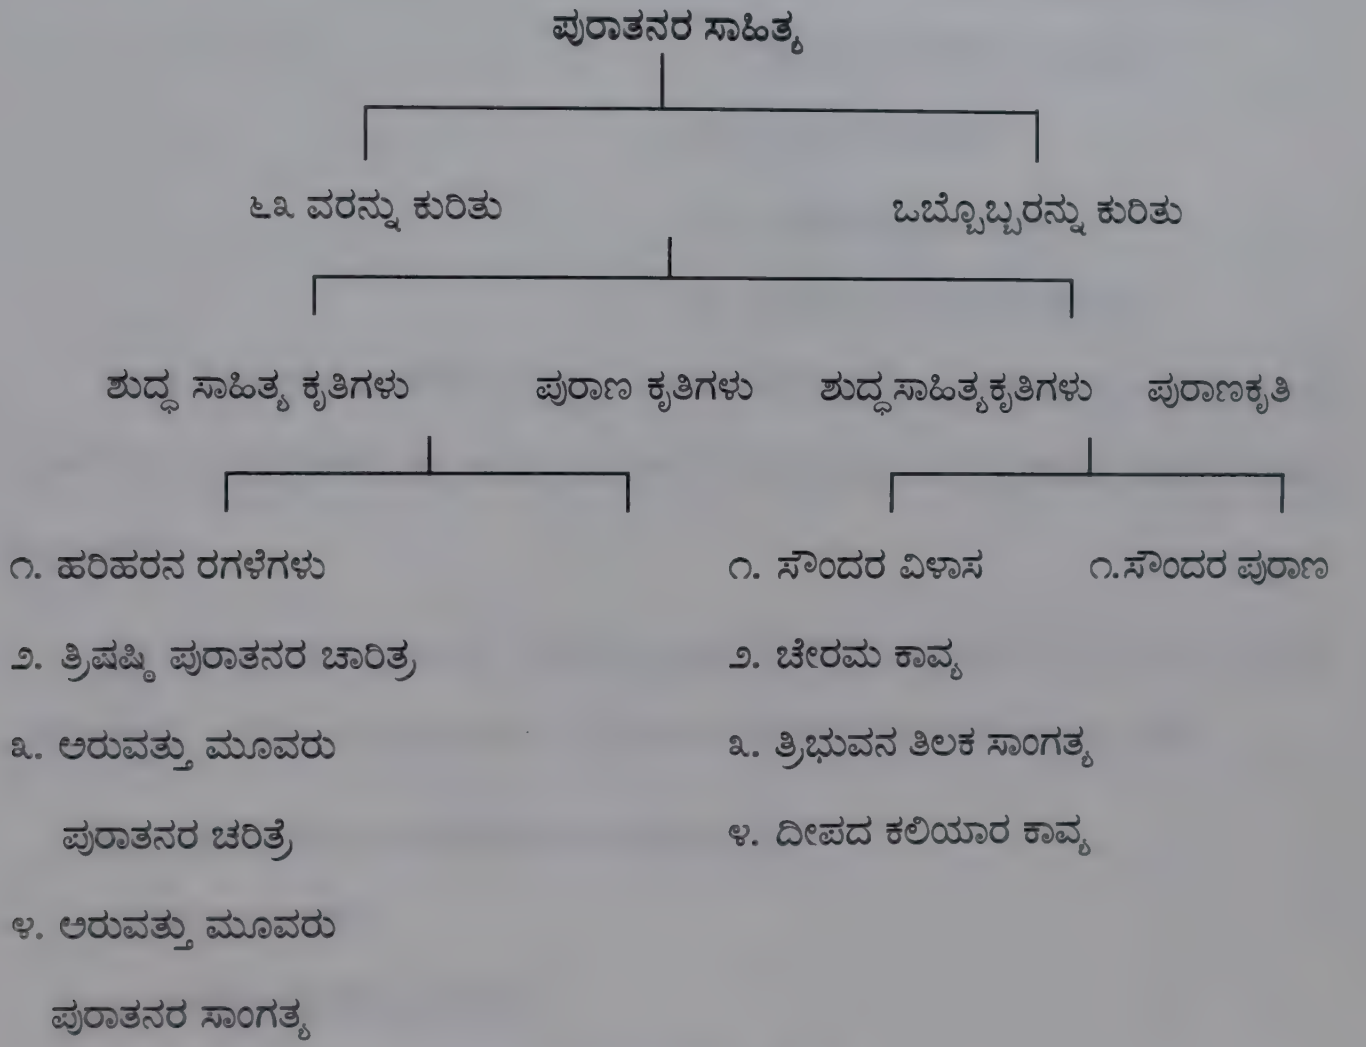 ಪುರಾತನರ ಸಾಹಿತ್ಯ
೬೩ ವರನ್ನು ಕುರಿತು ಒಬ್ಬೊಬ್ಬರನ್ನು ಕುರಿತು
ಶುದ್ಧ ಸಾಹಿತ್ಯ ಕೃತಿಗಳು ಪುರಾಣ ಕೃತಿಗಳು ಶುದ್ಧಸಾಹಿತ್ಯಕೃತಿಗಳು ಪುರಾಣಕೃತಿ
೧. ಹರಿಹರನ ರಗಳೆಗಳು ೧. ಸೌಂದರ ವಿಳಾಸ ೧.ಸೌಂದರ ಪುರಾಣ
೨. ತ್ರಿಷಷ್ಠಿ ಪುರಾತನರ ಚಾರಿತ್ರ ೨. ಚೇರಮ ಕಾವ್ಯ
೩. ಅರುವತ್ತು ಮೂವರು ೩. ತ್ರಿಭುವನ ತಿಲಕ ಸಾಂಗತ್ಯ
ಪುರಾತನರ ಚರಿತ್ರೆ ೪. ದೀಪದ ಕಲಿಯಾರ ಕಾವ್ಯ
೪. ಅರುವತ್ತು ಮೂವರು
ಪುರಾತನರ ಸಾಂಗತ್ಯ